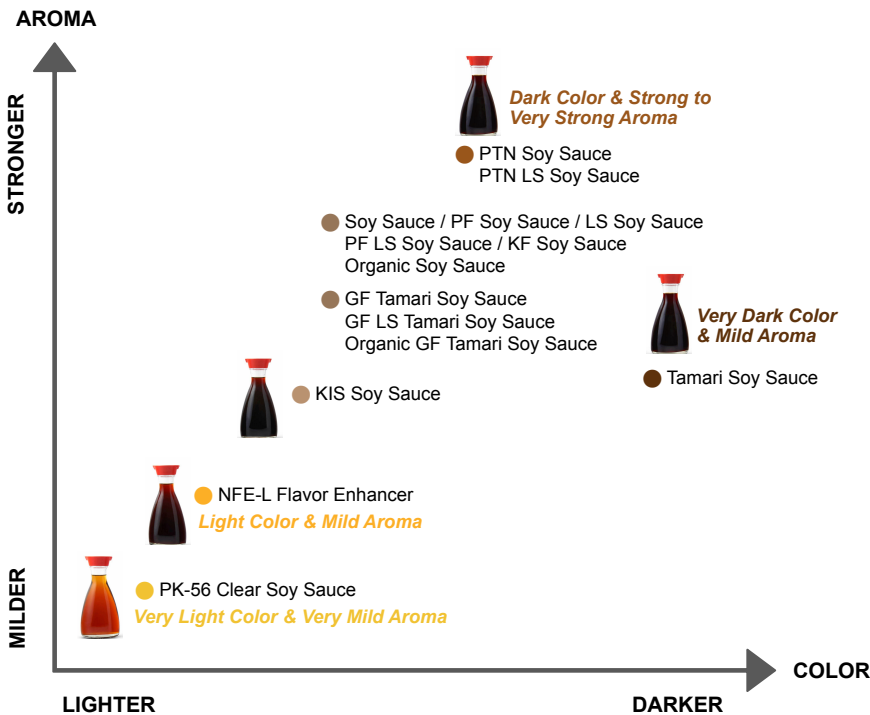 AROMA
STRONGER
Dark Color & Strong to
Very Strong Aroma
PTN Soy Sauce
PTN LS Soy Sauce
Soy Sauce / PF Soy Sauce / LS Soy Sauce
PF LS Soy Sauce / KF Soy Sauce
Organic Soy Sauce
GF Tamari Soy Sauce
GF LS Tamari Soy Sauce
Organic GF Tamari Soy Sauce
Very Dark Color
& Mild Aroma
Tamari Soy Sauce
KIS Soy Sauce
NFE-L Flavor Enhancer
Light Color & Mild Aroma
MILDER
PK-56 Clear Soy Sauce
Very Light Color & Very Mild Aroma
COLOR
LIGHTER
DARKER